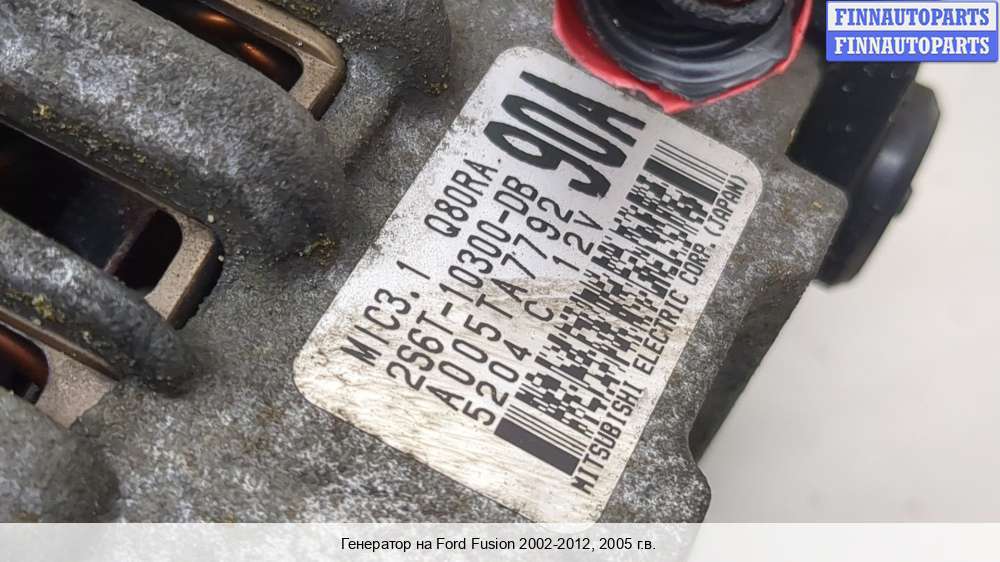 FINNAUTOPARTS
FINNAUTOPARTS
MIC3.1 Q80RA
2S6T-10300-DB
A005TA7792
5204 C 12V
90A
MITSUBISHI ELECTRIC CORP.(JAPAN)
Генератор на Ford Fusion 2002-2012, 2005 г.в.